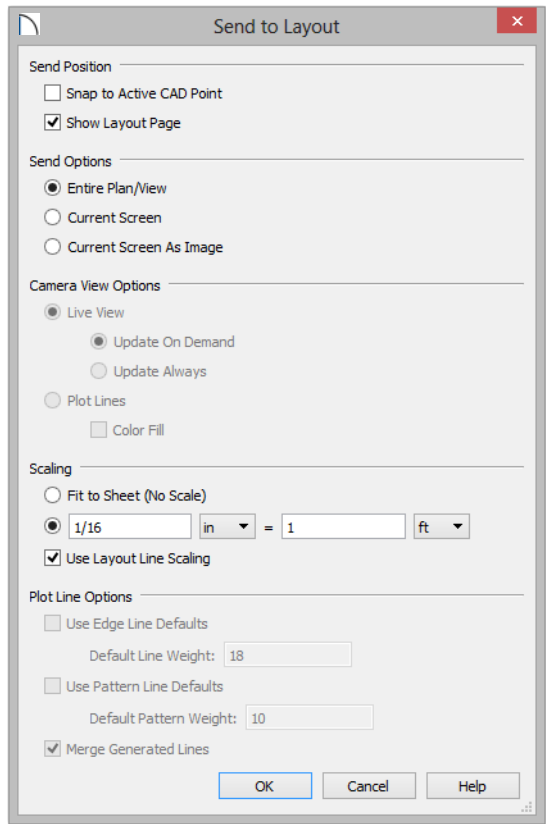 Send to Layout
Send Position
Snap to Active CAD Point
Show Layout Page
Send Options
Entire Plan/View
Current Screen
Current Screen As Image
Camera View Options
Live View
Update On Demand
Update Always
Plot Lines
Color Fill
Scaling
Fit to Sheet (No Scale)
1/16 in = 1 ft
Use Layout Line Scaling
Plot Line Options
Use Edge Line Defaults
Default Line Weight: 18
Use Pattern Line Defaults
Default Pattern Weight: 10
Merge Generated Lines
OK Cancel Help